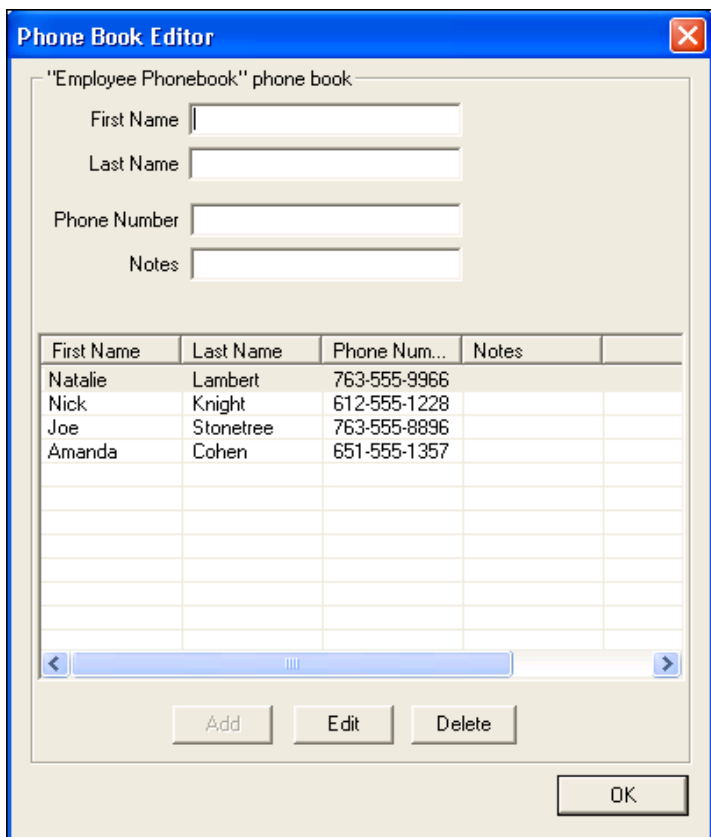 Phone Book Editor
"Employee Phonebook" phone book
First Name
Last Name
Phone Number
Notes
First Name Last Name Phone Num... Notes
Natalie Lambert 763-555-9966
Nick Knight 612-555-1228
Joe Stonetree 763-555-8896
Amanda Cohen 651-555-1357
Add Edit Delete
OK